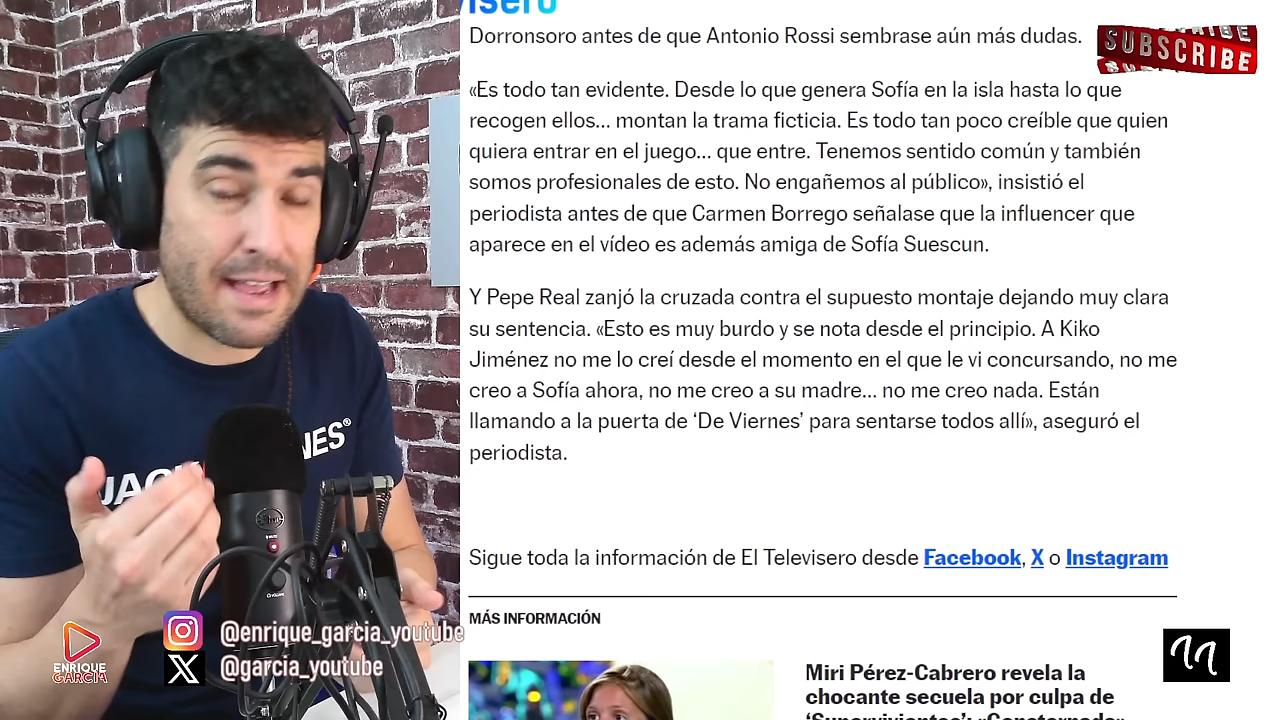 Dorronsoro antes de que Antonio Rossi sembrase aún más dudas.
SUBSCRIBE
«Es todo tan evidente. Desde lo que genera Sofía en la isla hasta lo que
recogen ellos... montan la trama ficticia. Es todo tan poco creíble que quien
quiera entrar en el juego... que entre. Tenemos sentido común y también
somos profesionales de esto. No engañemos al público», insistió el
periodista antes de que Carmen Borrego señalase que la influencer que
aparece en el vídeo es además amiga de Sofía Suescun.
Y Pepe Real zanjó la cruzada contra el supuesto montaje dejando muy clara
su sentencia. «Esto es muy burdo y se nota desde el principio. A Kiko
Jiménez no me lo creí desde el momento en el que le vi concursando, no me
creo a Sofía ahora, no me creo a su madre... no me creo nada. Están
llamando a la puerta de ‘De Viernes’ para sentarse todos allí», aseguró el
periodista.
Sigue toda la información de El Televisero desde Facebook, X o Instagram
MÁS INFORMACIÓN
Miri Pérez-Cabrero revela la
chocante secuela por culpa de
‘Supervivientes’: «Consternada»
@enrique_garcia_youtube
@garcia_youtube
ENRIQUE
GARCIA